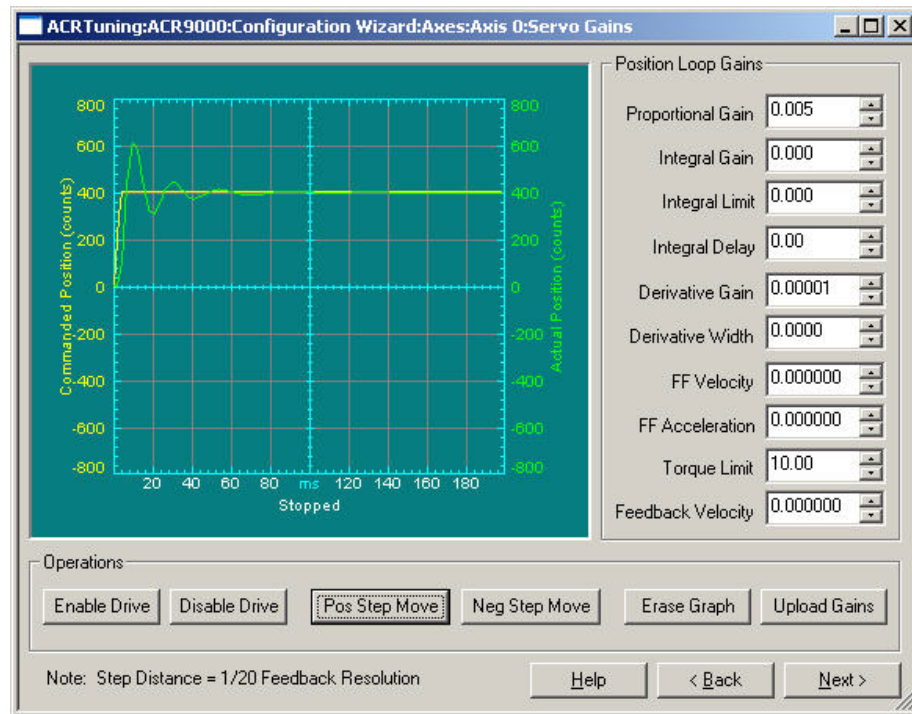 ACRTuning:ACR9000:Configuration Wizard:Axes:Axis 0:Servo Gains
Commanded Position (counts)
800
600
400
200
0
-200
-400
-600
-800
800
600
400
200
0
-200
-400
-600
-800
Actual Position (counts)
20 40 60 80 ms 120 140 160 180
Stopped
Position Loop Gains
Proportional Gain 0.005
Integral Gain 0.000
Integral Limit 0.000
Integral Delay 0.00
Derivative Gain 0.00001
Derivative Width 0.0000
FF Velocity 0.000000
FF Acceleration 0.000000
Torque Limit 10.00
Feedback Velocity 0.000000
Operations
Enable Drive Disable Drive Pos Step Move Neg Step Move Erase Graph Upload Gains
Note: Step Distance = 1/20 Feedback Resolution
Help < Back Next >